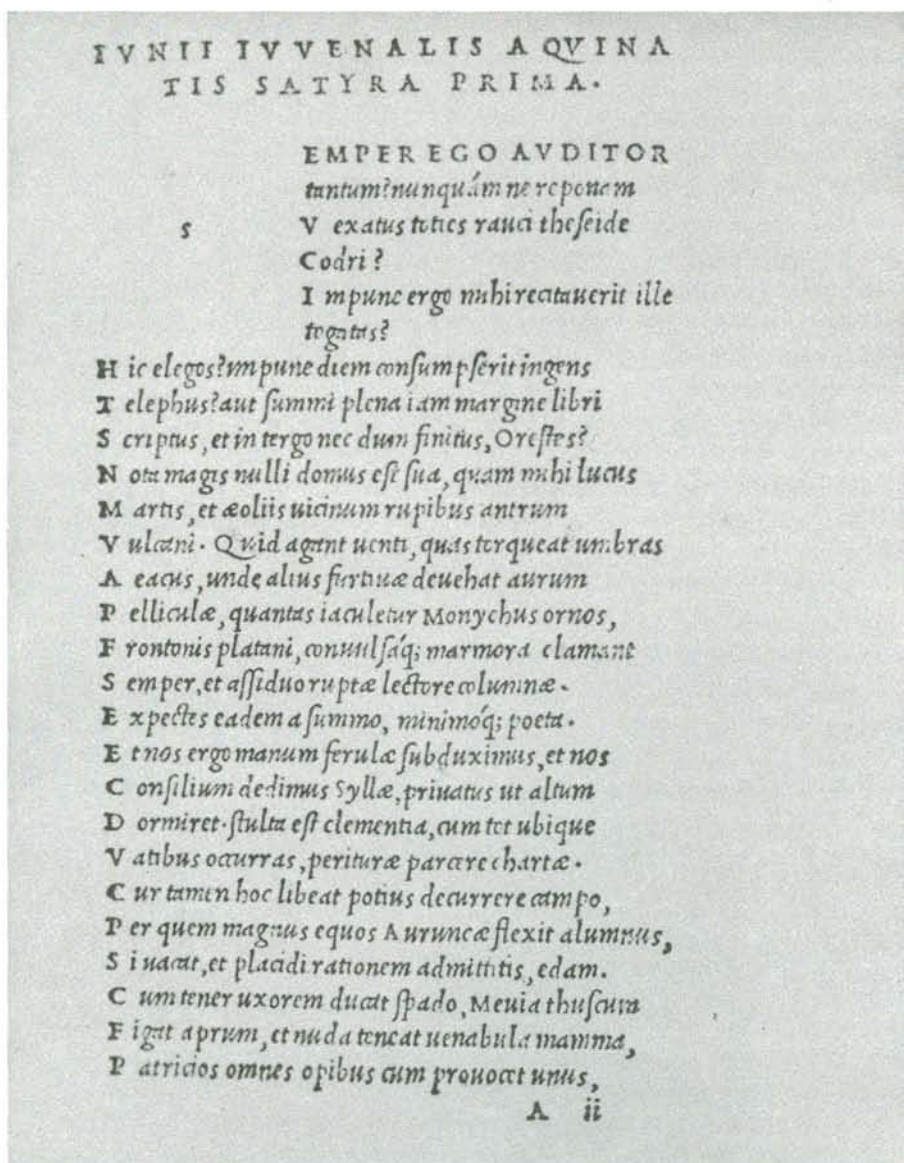 IVNII IVVENALIS AQVINA
TIS SATYRA PRIMA.
EMPER EGO AVDITOR
tantum? nunquám ne reponam
s
V exatus toties rauci theseide
Codri?
I mpune ergo mihi recitauerit ille
togatas?
H ic elegos? impune diem consumpserit ingens
T elephus? aut summi plena iam margine libri
S criptus, et in tergo nec dum finitus, Orestes?
N ota magis nulli domus est sua, quam mihi lucus
M artis, et æoliis uicinum rupibus antrum
V ulcani. Quid agant uenti, quas torqueat umbras
A eacus, unde alius furtiuæ deuehat aurum
P elliculæ, quantas iaculetur Monychus ornos,
F rontonis platani, conuulsáq; marmora clamant
S emper, et assiduo ruptæ lectore columnæ.
E xpectes eadem a summo, minimóq; poeta.
E t nos ergo manum ferulæ subduximus, et nos
C onsilium dedimus Syllæ, priuatus ut altum
D ormiret. stulta est clementia, cum tot ubique
V atibus occurras, perituræ parcere chartæ.
C ur tamen hoc libeat potius decurrere campo,
P er quem magnus equos Auruncæ flexit alumnus,
S i uacat, et placidi rationem admittitis, edam.
C um tener uxorem ducat spado, Meuia thuscum
F igat aprum, et nuda teneat uenabula mamma,
P atricios omnes opibus cum prouocet unus,
A ii